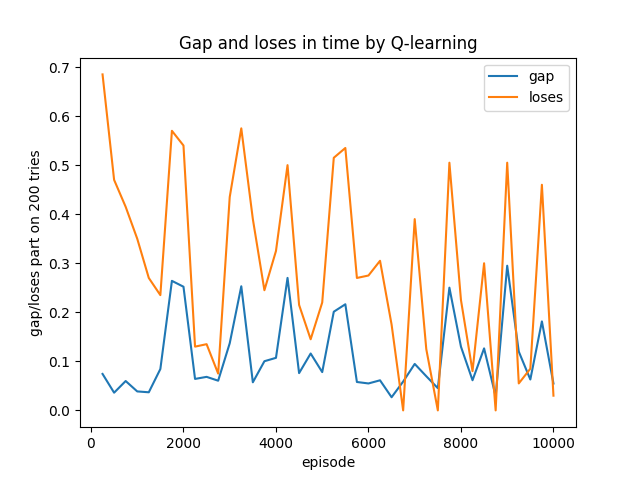 Gap and loses in time by Q-learning
gap
loses
gap/loses part on 200 tries
0.7
0.6
0.5
0.4
0.3
0.2
0.1
0.0
0 2000 4000 6000 8000 10000
episode